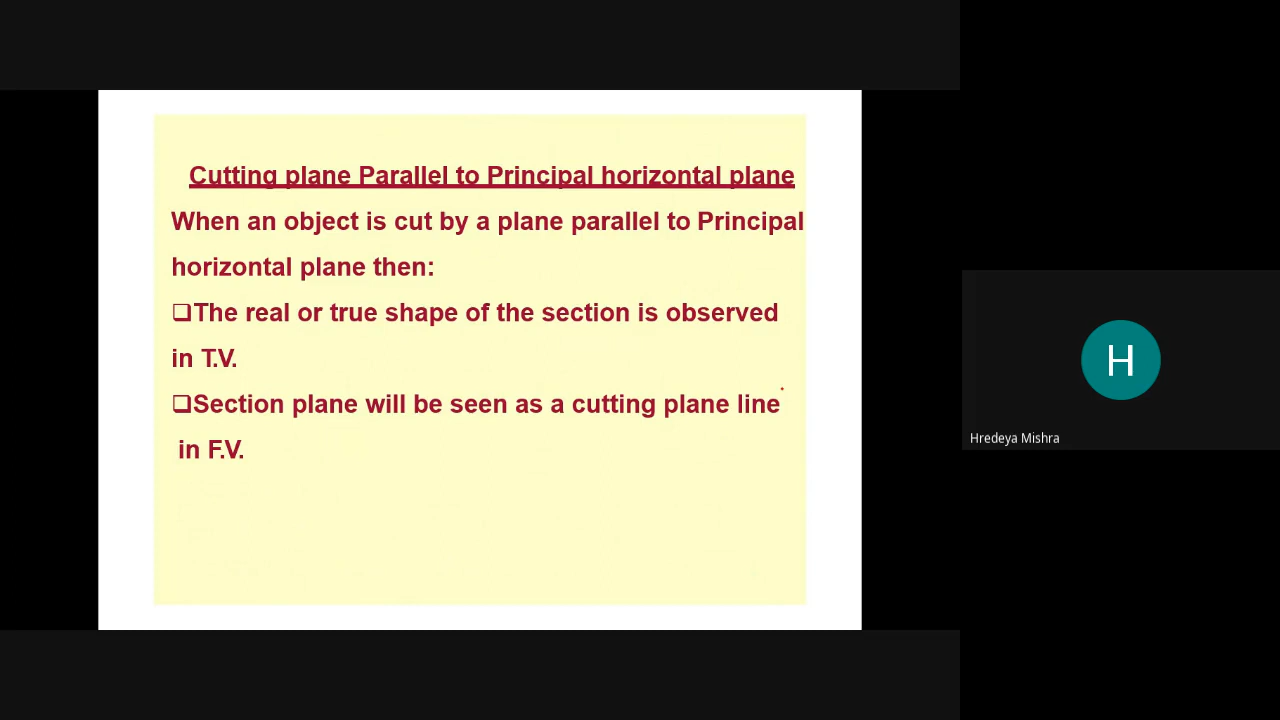 Cutting plane Parallel to Principal horizontal plane
When an object is cut by a plane parallel to Principal
horizontal plane then:
❑The real or true shape of the section is observed
in T.V.
❑Section plane will be seen as a cutting plane line
in F.V.
H
Hredeya Mishra